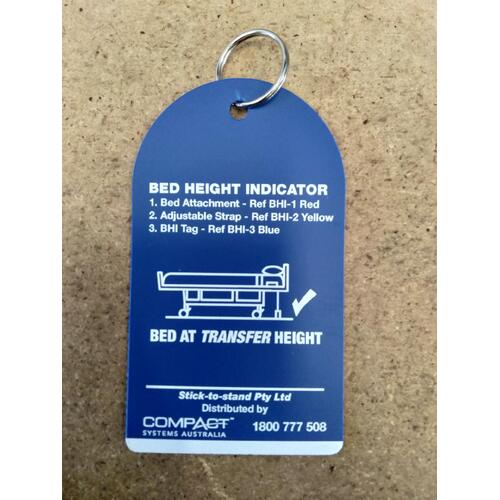 BED HEIGHT INDICATOR
1. Bed Attachment - Ref BHI-1 Red
2. Adjustable Strap - Ref BHI-2 Yellow
3. BHI Tag - Ref BHI-3 Blue
BED AT TRANSFER HEIGHT
Stick-to-stand Pty Ltd
Distributed by
COMPACT™ 1800 777 508
SYSTEMS AUSTRALIA